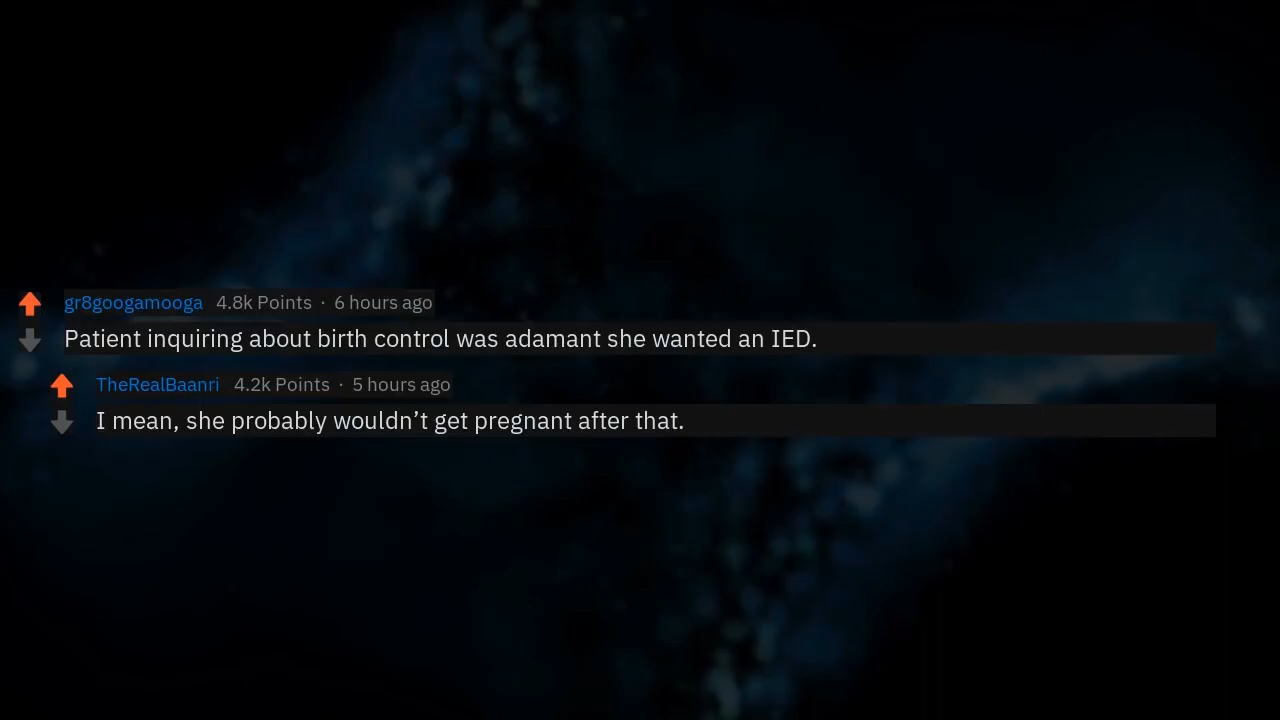 gr8googamooga 4.8k Points · 6 hours ago
Patient inquiring about birth control was adamant she wanted an IED.
TheRealBaanri 4.2k Points · 5 hours ago
I mean, she probably wouldn’t get pregnant after that.